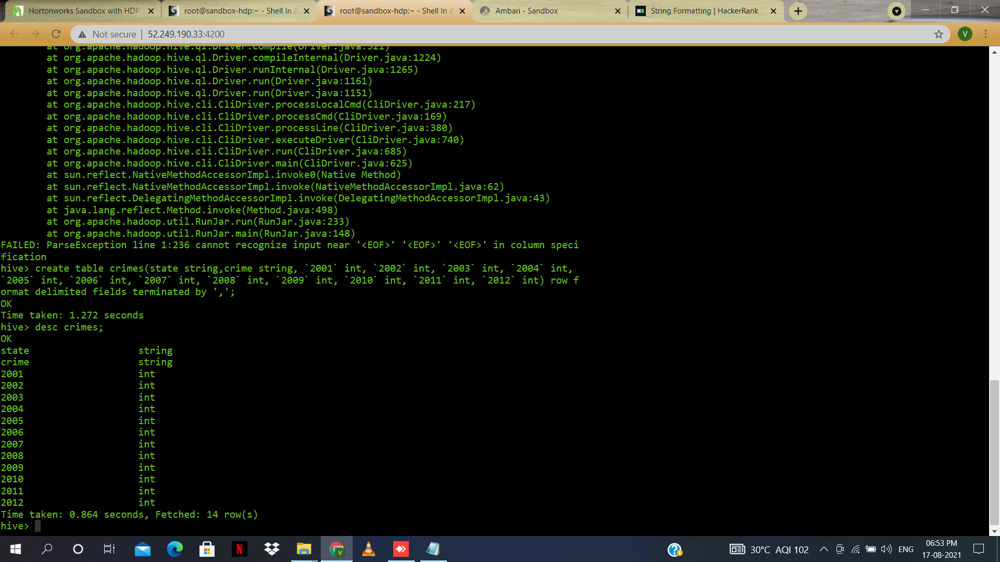 Hortonworks Sandbox with HDP
root@sandbox-hdp:~ - Shell In A
root@sandbox-hdp:~ - Shell In A
Ambari - Sandbox
String Formatting | HackerRank
Not secure | 52.249.190.33:4200
V
at org.apache.hadoop.hive.ql.Driver.compile(Driver.java:521)
at org.apache.hadoop.hive.ql.Driver.compileInternal(Driver.java:1224)
at org.apache.hadoop.hive.ql.Driver.runInternal(Driver.java:1265)
at org.apache.hadoop.hive.ql.Driver.run(Driver.java:1161)
at org.apache.hadoop.hive.ql.Driver.run(Driver.java:1151)
at org.apache.hadoop.hive.cli.CliDriver.processLocalCmd(CliDriver.java:217)
at org.apache.hadoop.hive.cli.CliDriver.processCmd(CliDriver.java:169)
at org.apache.hadoop.hive.cli.CliDriver.processLine(CliDriver.java:380)
at org.apache.hadoop.hive.cli.CliDriver.executeDriver(CliDriver.java:740)
at org.apache.hadoop.hive.cli.CliDriver.run(CliDriver.java:685)
at org.apache.hadoop.hive.cli.CliDriver.main(CliDriver.java:625)
at sun.reflect.NativeMethodAccessorImpl.invoke0(Native Method)
at sun.reflect.NativeMethodAccessorImpl.invoke(NativeMethodAccessorImpl.java:62)
at sun.reflect.DelegatingMethodAccessorImpl.invoke(DelegatingMethodAccessorImpl.java:43)
at java.lang.reflect.Method.invoke(Method.java:498)
at org.apache.hadoop.util.RunJar.run(RunJar.java:233)
at org.apache.hadoop.util.RunJar.main(RunJar.java:148)
FAILED: ParseException line 1:236 cannot recognize input near '<EOF>' '<EOF>' '<EOF>' in column speci
fication
hive> create table crimes(state string,crime string, `2001` int, `2002` int, `2003` int, `2004` int,
`2005` int, `2006` int, `2007` int, `2008` int, `2009` int, `2010` int, `2011` int, `2012` int) row f
ormat delimited fields terminated by ',';
OK
Time taken: 1.272 seconds
hive> desc crimes;
OK
state string
crime string
2001 int
2002 int
2003 int
2004 int
2005 int
2006 int
2007 int
2008 int
2009 int
2010 int
2011 int
2012 int
Time taken: 0.864 seconds, Fetched: 14 row(s)
hive>
30°C AQI 102
ENG
06:53 PM
17-08-2021